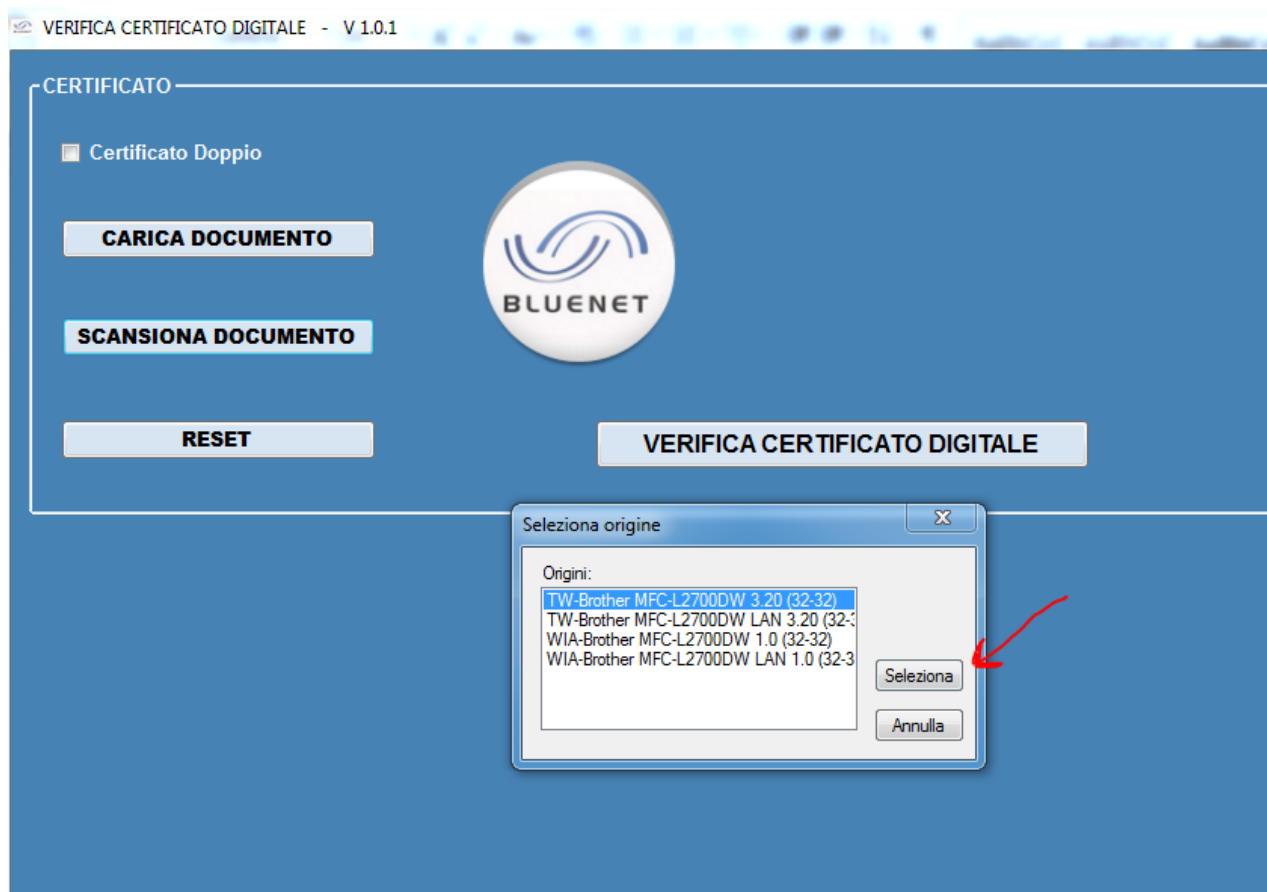 VERIFICA CERTIFICATO DIGITALE - V 1.0.1
CERTIFICATO
Certificato Doppio
CARICA DOCUMENTO
BLUENET
SCANSIONA DOCUMENTO
RESET
VERIFICA CERTIFICATO DIGITALE
Seleziona origine
Origini:
TW-Brother MFC-L2700DW 3.20 (32-32)
TW-Brother MFC-L2700DW LAN 3.20 (32-
WIA-Brother MFC-L2700DW 1.0 (32-32)
WIA-Brother MFC-L2700DW LAN 1.0 (32-3
Seleziona
Annulla